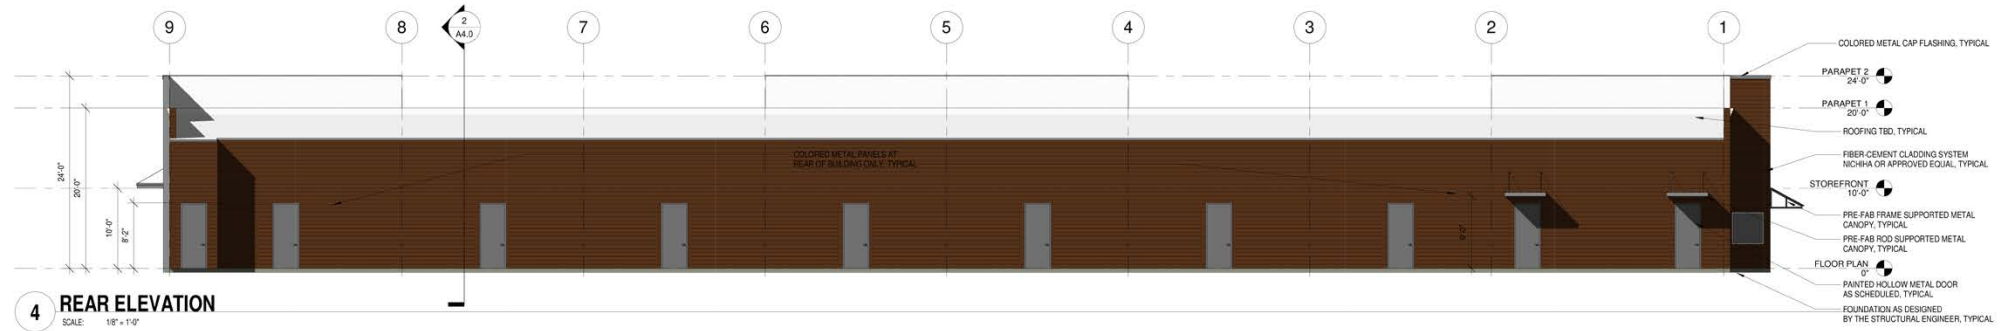 9
8
2
A4.0
7
6
5
4
3
2
1
COLORED METAL CAP FLASHING, TYPICAL
PARAPET 2
24'-0"
PARAPET 1
20'-0"
ROOFING TBD, TYPICAL
COLORED METAL PANELS AT
REAR OF BUILDING ONLY, TYPICAL
FIBER-CEMENT CLADDING SYSTEM
NICHIHA OR APPROVED EQUAL, TYPICAL
24'-0"
20'-0"
STOREFRONT
10'-0"
10'-0"
8'-2"
PRE-FAB FRAME SUPPORTED METAL
CANOPY, TYPICAL
PRE-FAB ROD SUPPORTED METAL
CANOPY, TYPICAL
FLOOR PLAN
0"
PAINTED HOLLOW METAL DOOR
AS SCHEDULED, TYPICAL
FOUNDATION AS DESIGNED
BY THE STRUCTURAL ENGINEER, TYPICAL
4 REAR ELEVATION
SCALE: 1/8" = 1'-0"